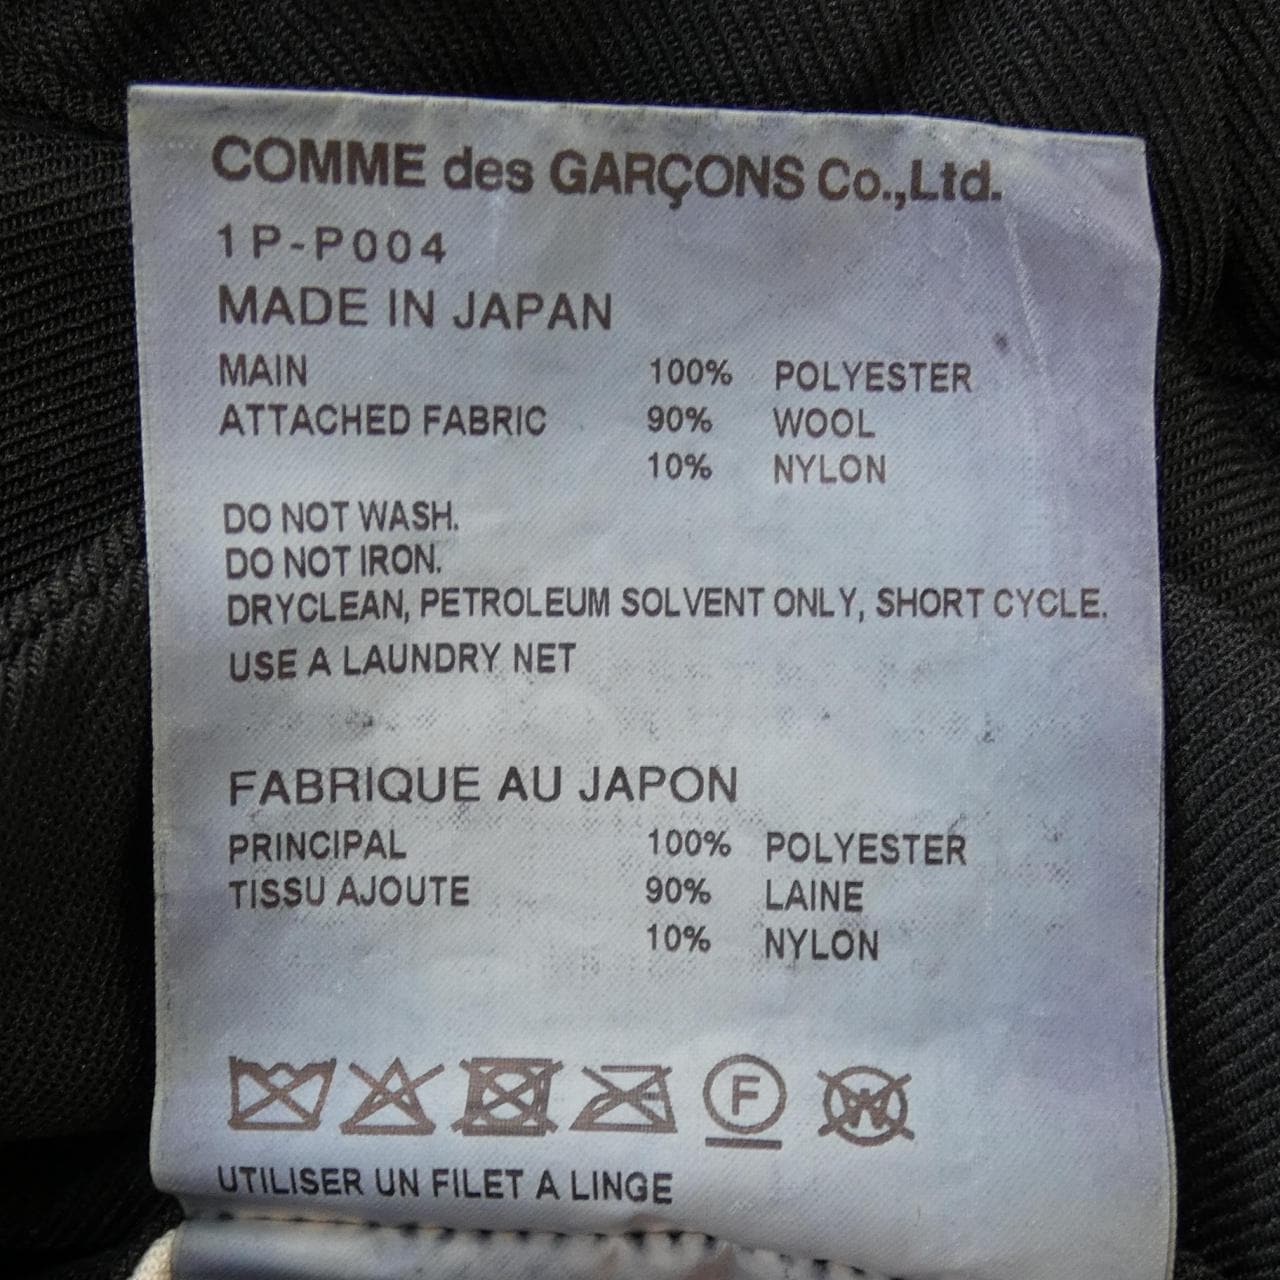 COMME des GARÇONS Co.,Ltd.
1P-P004
MADE IN JAPAN
MAIN 100% POLYESTER
ATTACHED FABRIC 90% WOOL
10% NYLON
DO NOT WASH.
DO NOT IRON.
DRYCLEAN, PETROLEUM SOLVENT ONLY, SHORT CYCLE.
USE A LAUNDRY NET
FABRIQUE AU JAPON
PRINCIPAL 100% POLYESTER
TISSU AJOUTE 90% LAINE
10% NYLON
F W
UTILISER UN FILET A LINGE